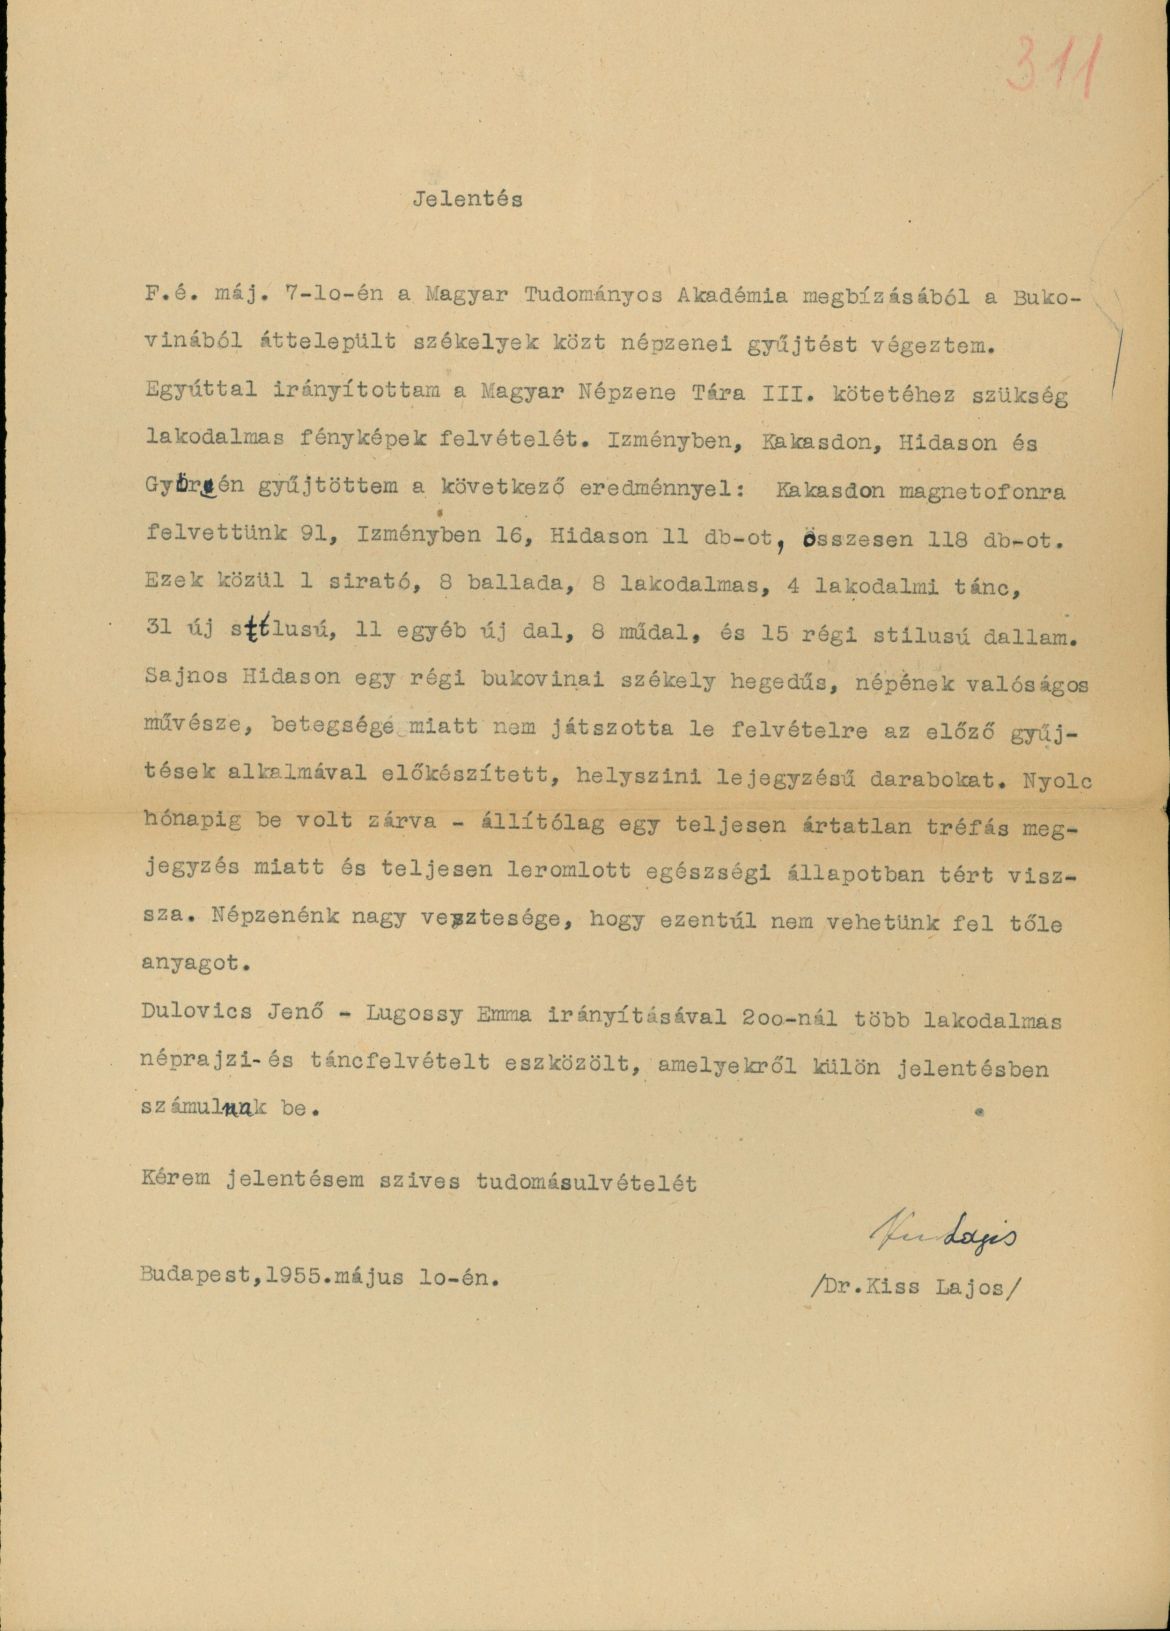 311
Jelentés
F.é. máj. 7-lo-én a Magyar Tudományos Akadémia megbízásából a Buko-
vinából áttelepült székelyek közt népzenei gyűjtést végeztem.
Egyúttal irányítottam a Magyar Népzene Tára III. kötetéhez szükség
lakodalmas fényképek felvételét. Izményben, Kakasdon, Hidason és
gyűjtöttem a következő eredménnyel: Kakasdon magnetofonra
felvettünk 91, Izményben 16, Hidason 11 db-ot, összesen 118 db-ot.
Ezek közül 1 sirató, 8 ballada, 8 lakodalmas, 4 lakodalmi tánc,
31 új stílusú, 11 egyéb új dal, 8 műdal, és 15 régi stilusú dallam.
Sajnos Hidason egy régi bukovinai székely hegedűs, népének valóságos
művésze, betegsége miatt nem játszotta le felvételre az előző gyűj-
tések alkalmával előkészített, helyszini lejegyzésű darabokat. Nyolc
hónapig be volt zárva - állítólag egy teljesen ártatlan tréfás meg-
jegyzés miatt és teljesen leromlott egészségi állapotban tért visz-
sza. Népzenénk nagy vesztesége, hogy ezentúl nem vehetünk fel tőle
anyagot.
Dulovics Jenő - Lugossy Emma irányításával 2oo-nál több lakodalmas
néprajzi-és táncfelvételt eszközölt, amelyekről külön jelentésben
számulnak be.
Kérem jelentésem szives tudomásulvételét
Kiss Lajos
Budapest,1955.május lo-én.
/Dr.Kiss Lajos/